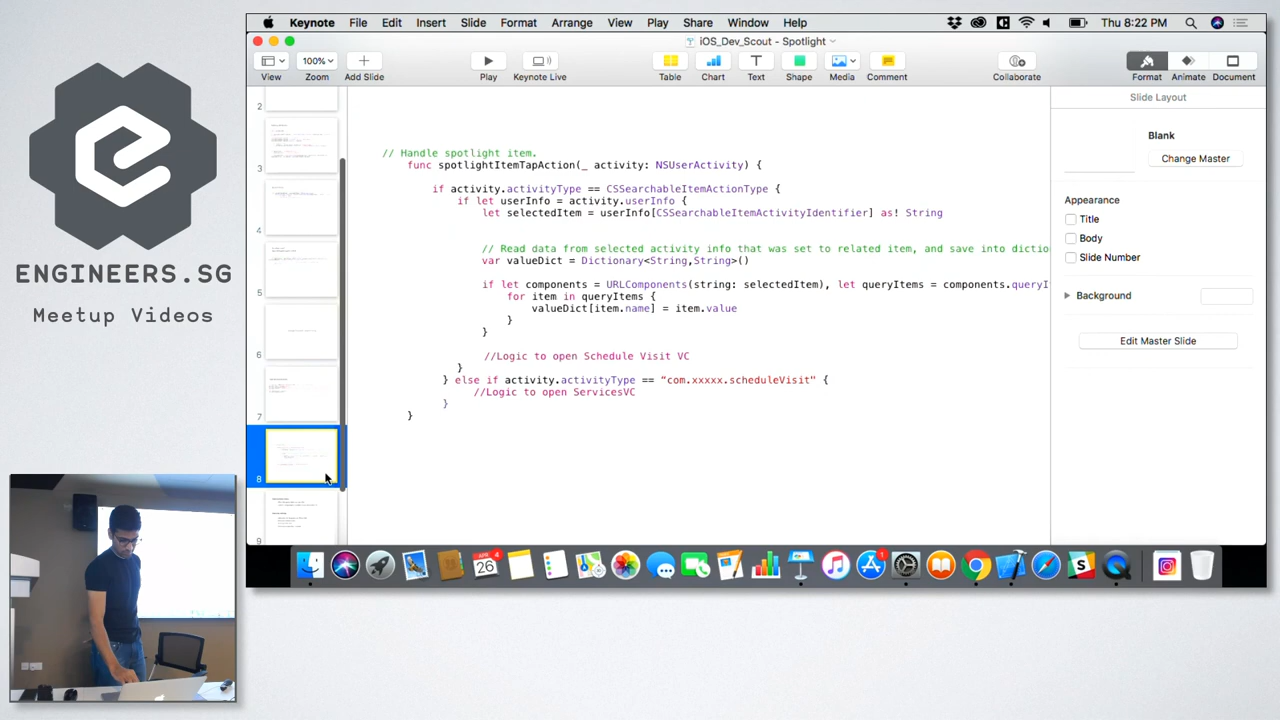 Keynote File Edit Insert Slide Format Arrange View Play Share Window Help Thu 8:22 PM
iOS_Dev_Scout - Spotlight
100%
View Zoom Add Slide Play Keynote Live Table Chart Text Shape Media Comment Collaborate Format Animate Document
Slide Layout
Blank
Change Master
Appearance
Title
Body
Slide Number
Background
Edit Master Slide
2
3
4
5
6
7
8
9
// Handle spotlight item.
func spotlightItemTapAction(_ activity: NSUserActivity) {
if activity.activityType == CSSearchableItemActionType {
if let userInfo = activity.userInfo {
let selectedItem = userInfo[CSSearchableItemActivityIdentifier] as! String
// Read data from selected activity info that was set to related item, and save into dictio
var valueDict = Dictionary<String,String>()
if let components = URLComponents(string: selectedItem), let queryItems = components.queryI
for item in queryItems {
valueDict[item.name] = item.value
}
}
//Logic to open Schedule Visit VC
}
} else if activity.activityType == “com.xxxxx.scheduleVisit” {
//Logic to open ServicesVC
}
}
ENGINEERS.SG
Meetup Videos
APR 4
26
1
S